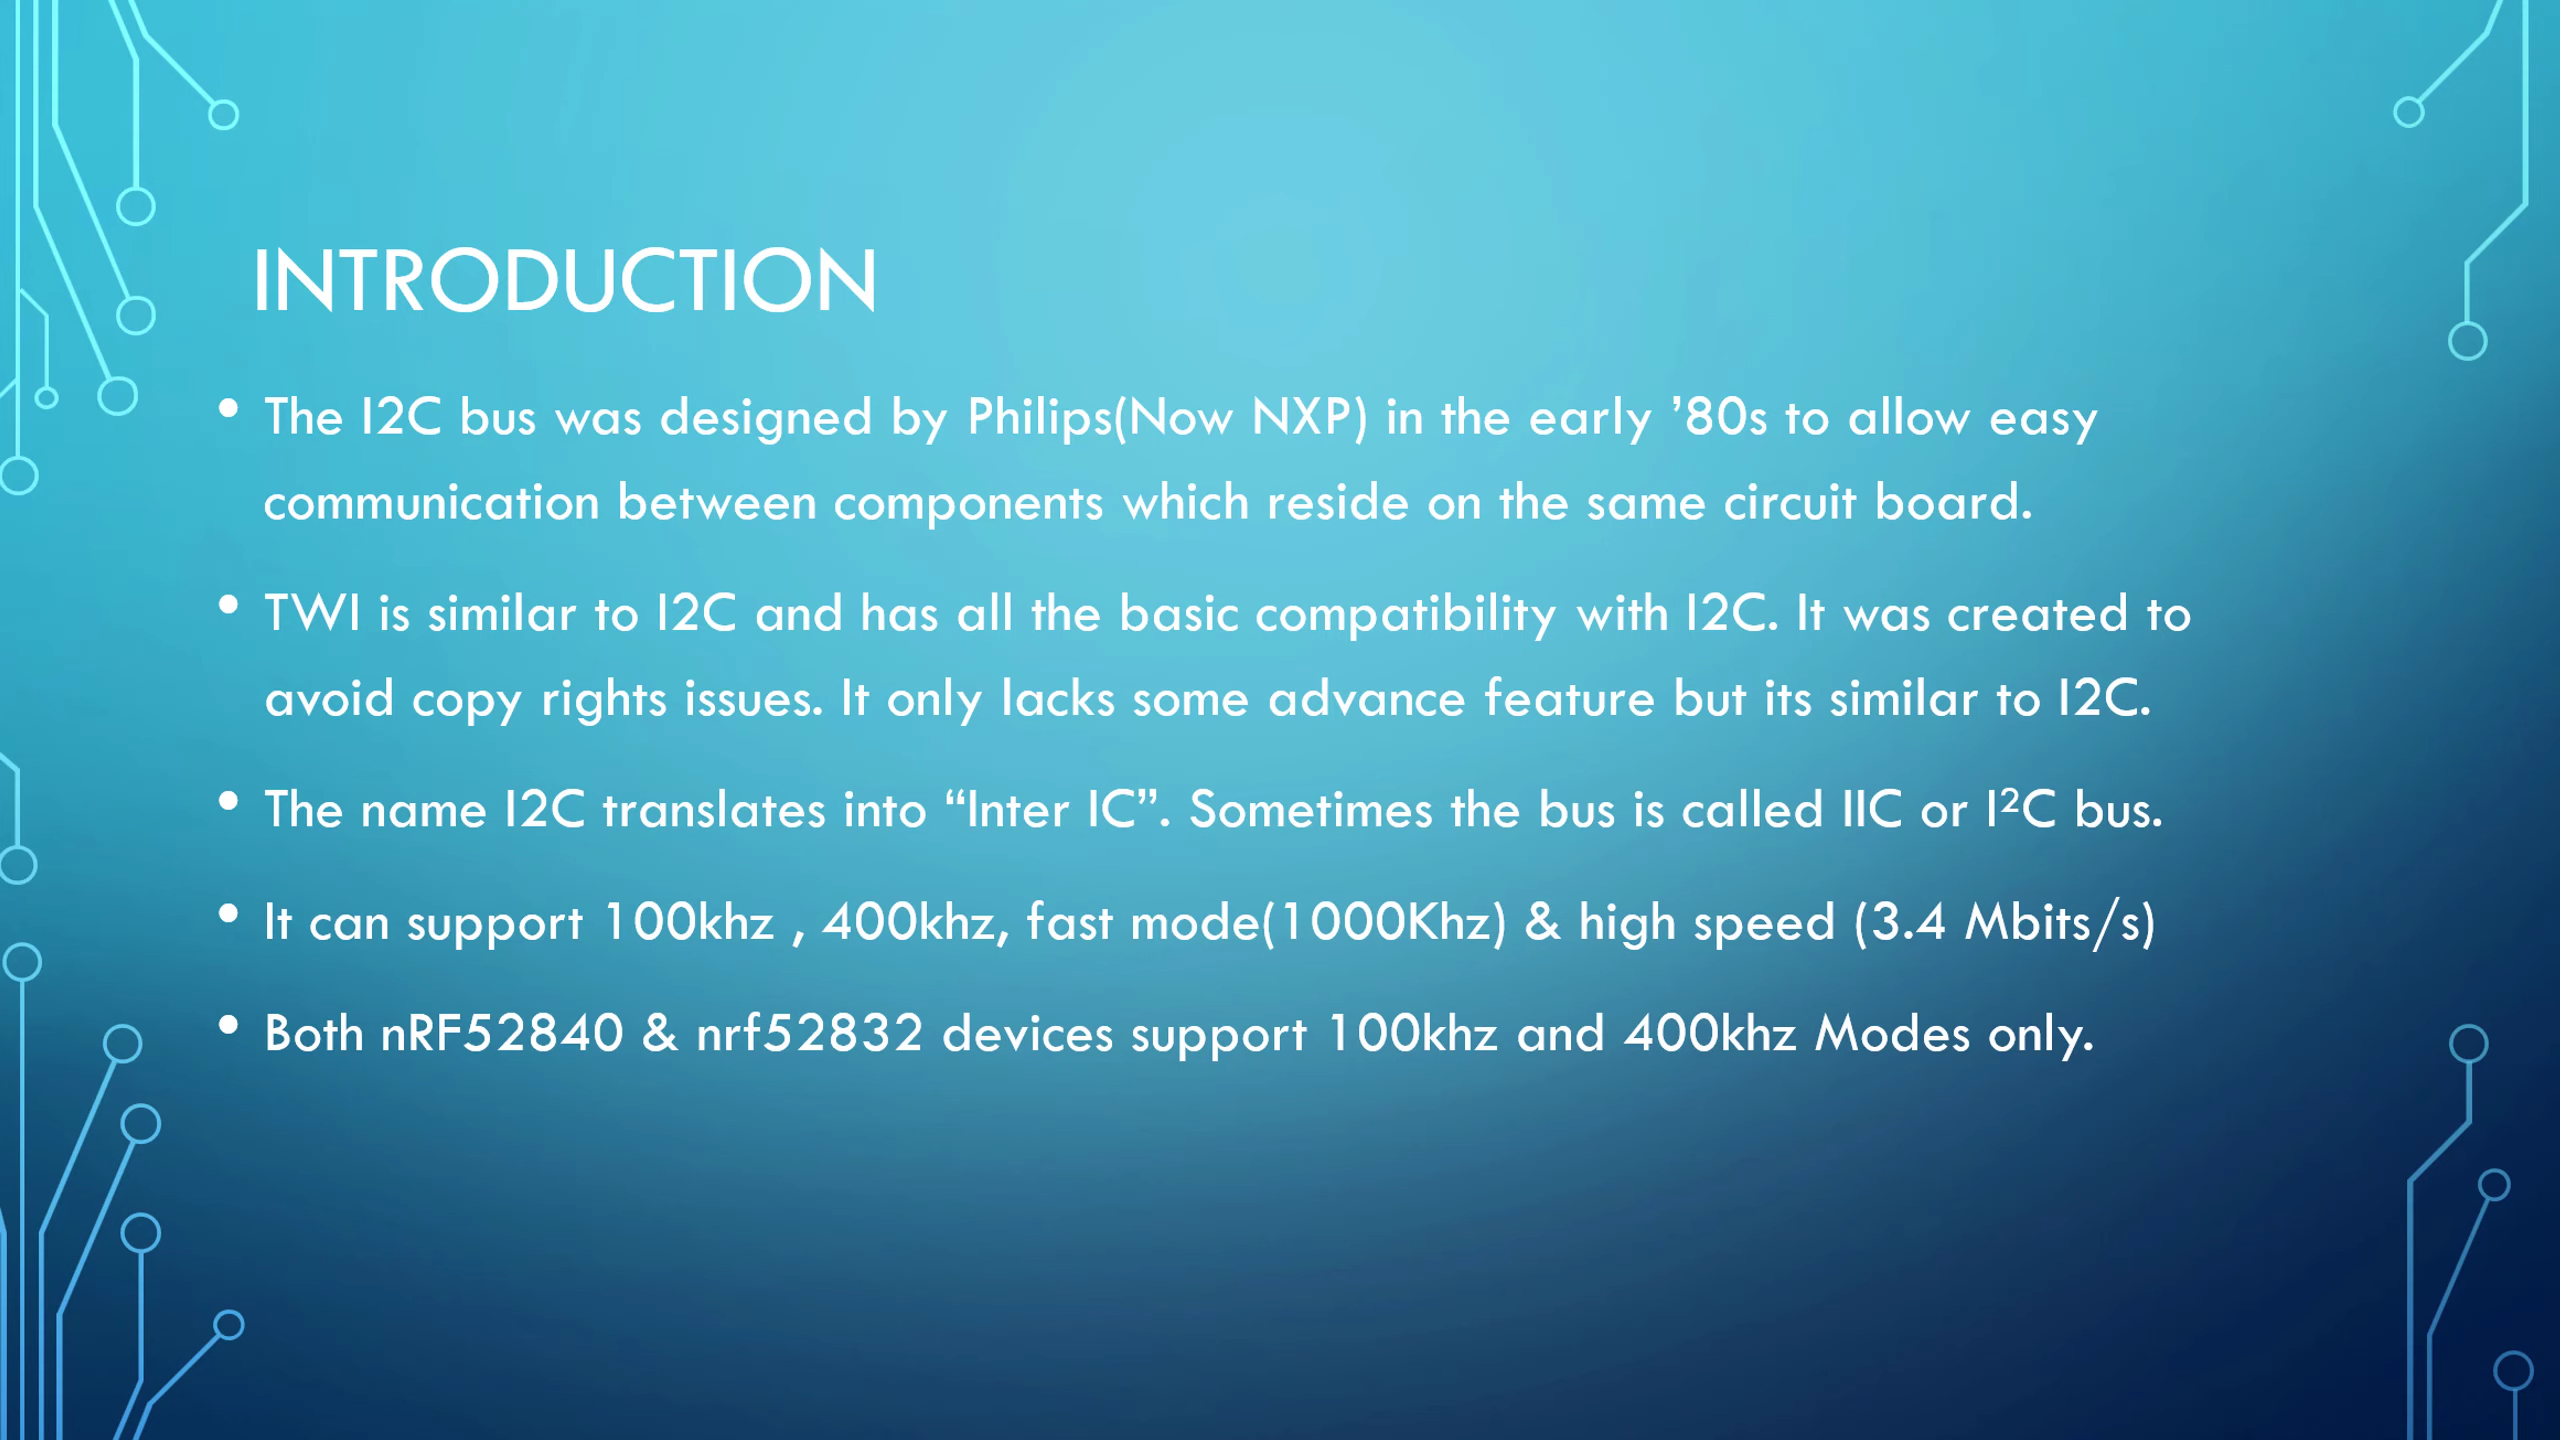 INTRODUCTION
• The I2C bus was designed by Philips(Now NXP) in the early ’80s to allow easy
communication between components which reside on the same circuit board.
• TWI is similar to I2C and has all the basic compatibility with I2C. It was created to
avoid copy rights issues. It only lacks some advance feature but its similar to I2C.
• The name I2C translates into “Inter IC”. Sometimes the bus is called IIC or I²C bus.
• It can support 100khz , 400khz, fast mode(1000Khz) & high speed (3.4 Mbits/s)
• Both nRF52840 & nrf52832 devices support 100khz and 400khz Modes only.